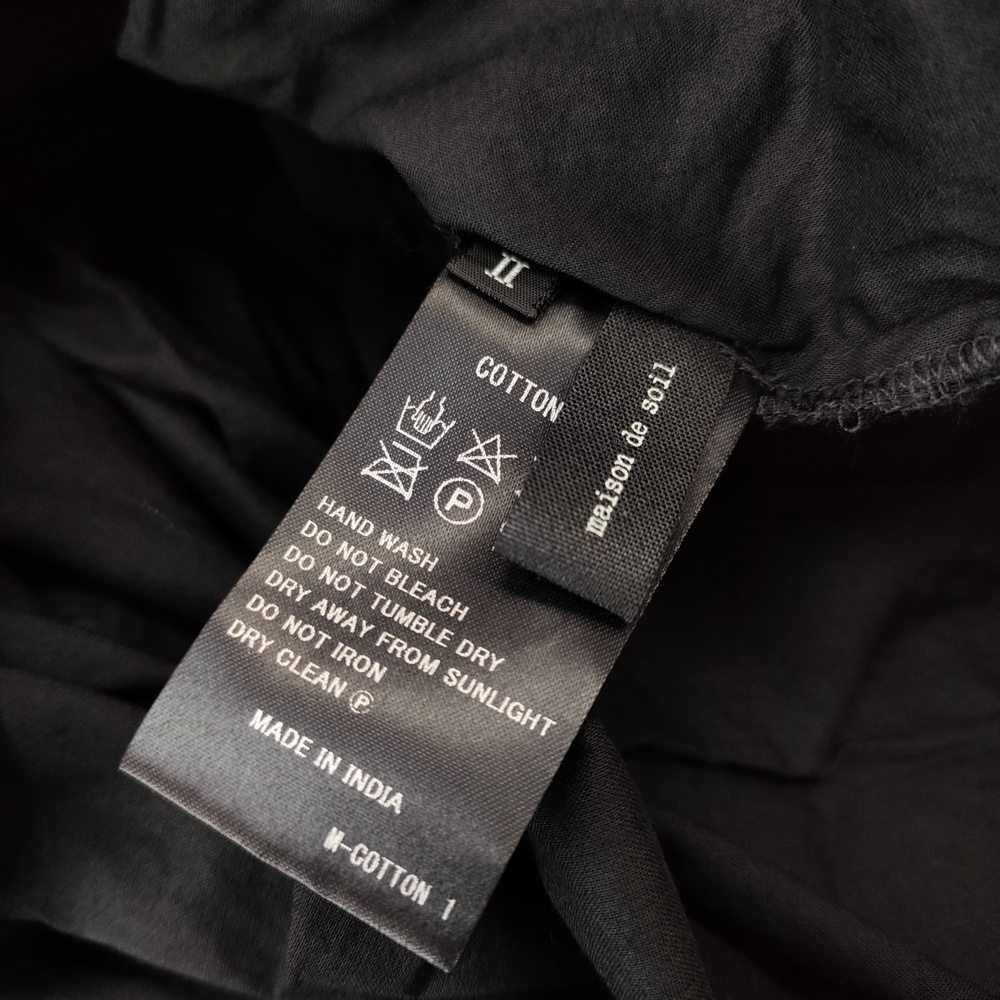 II
COTTON
maison de soil
P
HAND WASH
DO NOT BLEACH
DO NOT TUMBLE DRY
DRY AWAY FROM SUNLIGHT
DO NOT IRON
DRY CLEAN Ⓟ
MADE IN INDIA
M-COTTON 1